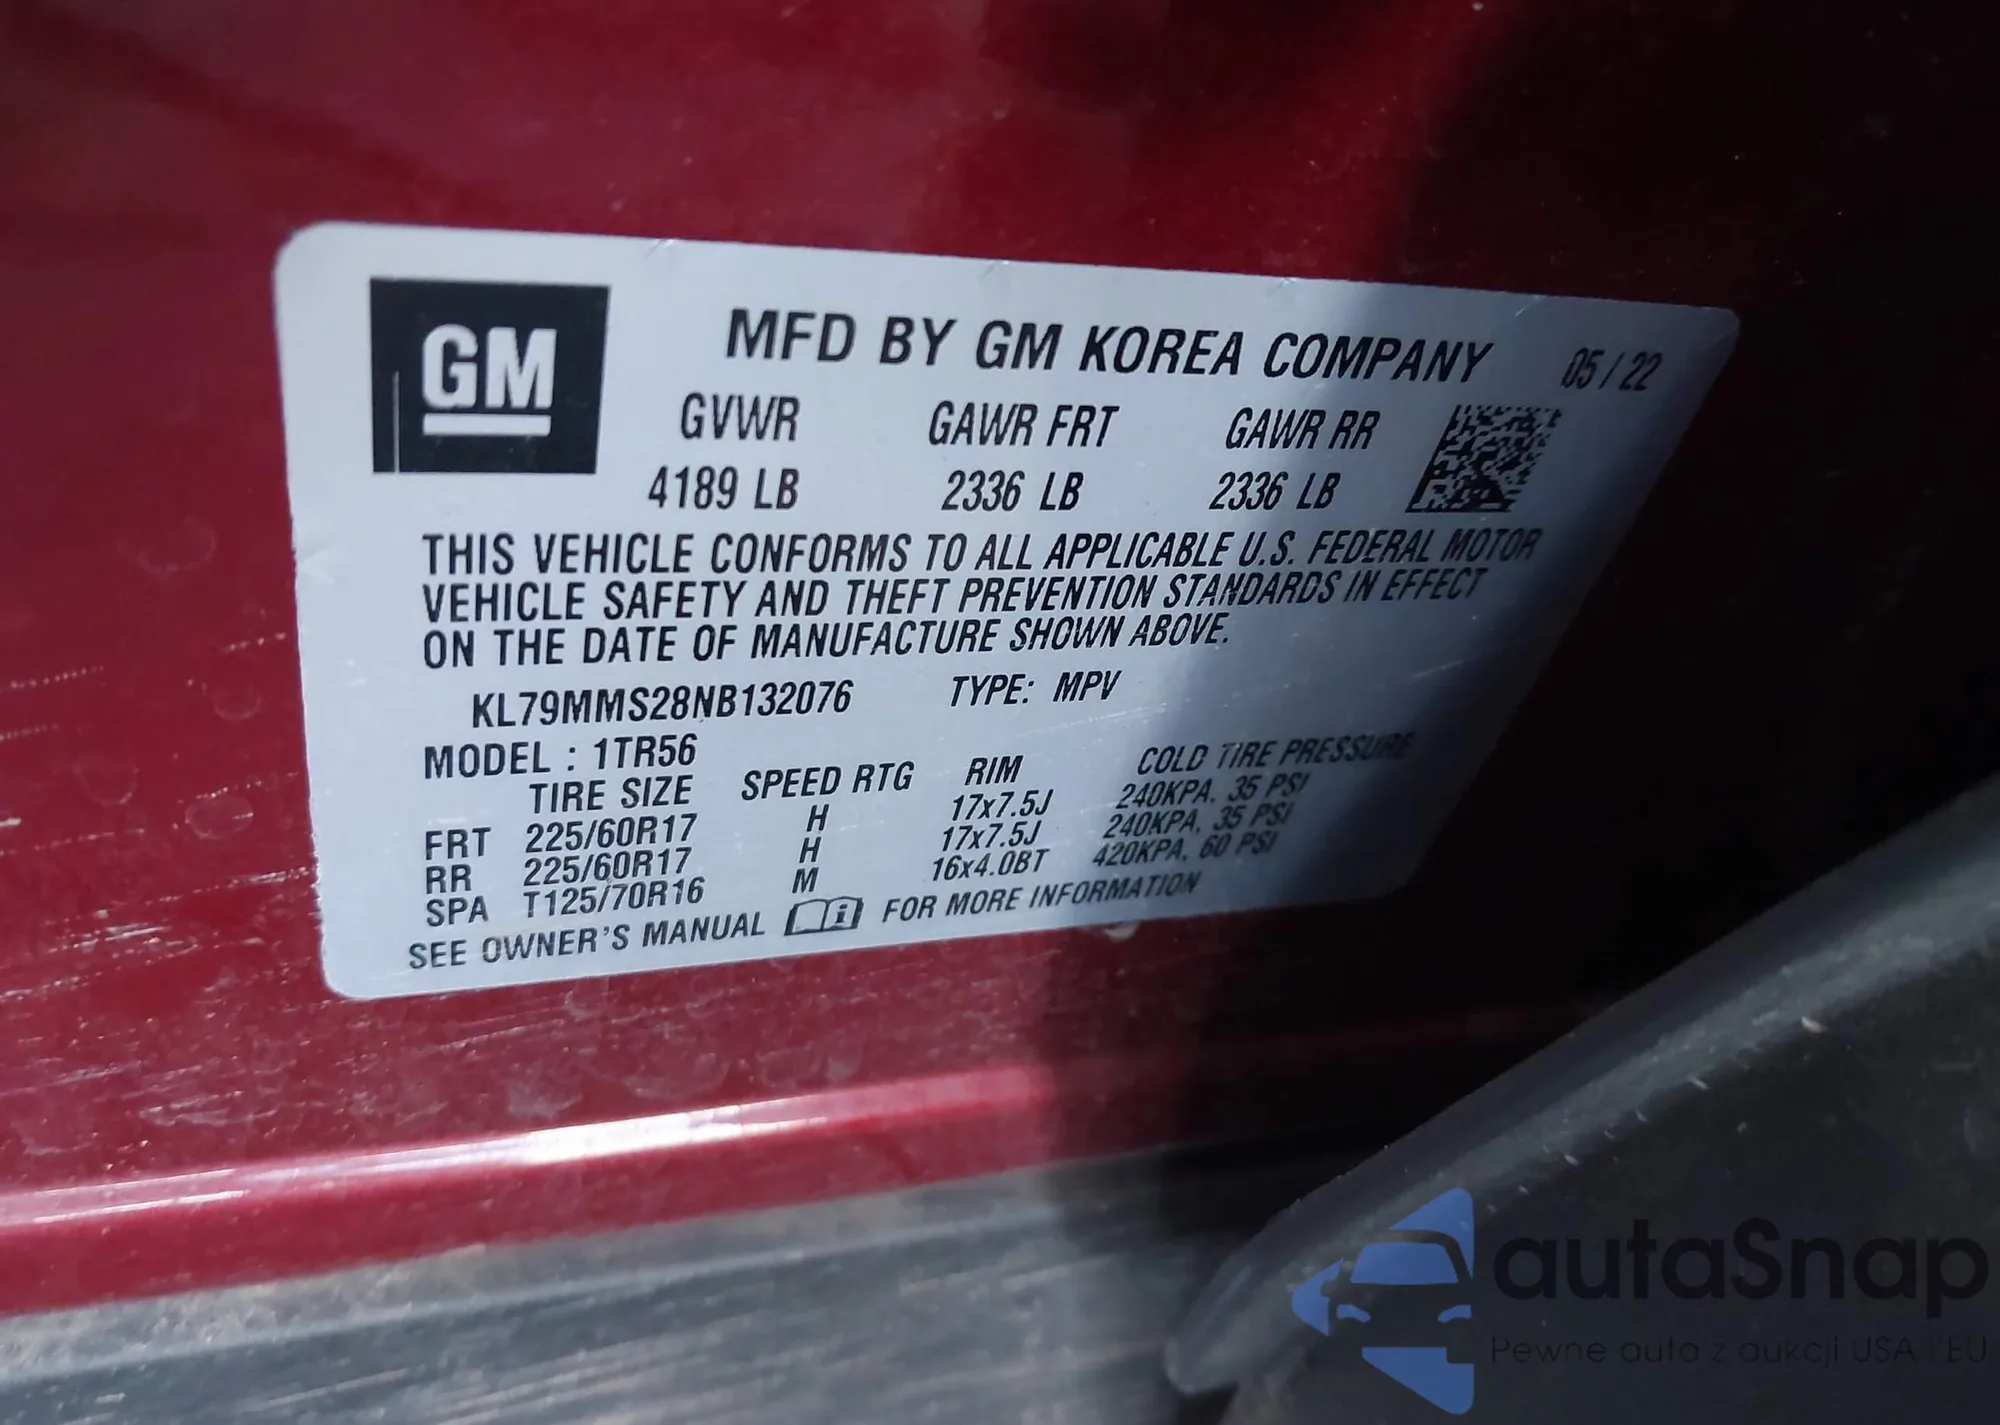 GM
MFD BY GM KOREA COMPANY 05 / 22
GVWR GAWR FRT GAWR RR
4189 LB 2336 LB 2336 LB
THIS VEHICLE CONFORMS TO ALL APPLICABLE U.S. FEDERAL MOTOR
VEHICLE SAFETY AND THEFT PREVENTION STANDARDS IN EFFECT
ON THE DATE OF MANUFACTURE SHOWN ABOVE.
KL79MMS28NB132076 TYPE: MPV
MODEL : 1TR56
TIRE SIZE SPEED RTG RIM COLD TIRE PRESSURE
FRT 225/60R17 H 17x7.5J 240KPA, 35 PSI
RR 225/60R17 H 17x7.5J 240KPA, 35 PSI
SPA T125/70R16 M 16x4.0BT 420KPA, 60 PSI
SEE OWNER'S MANUAL FOR MORE INFORMATION
autaSnap
Pewne auto z aukcji USA i EU